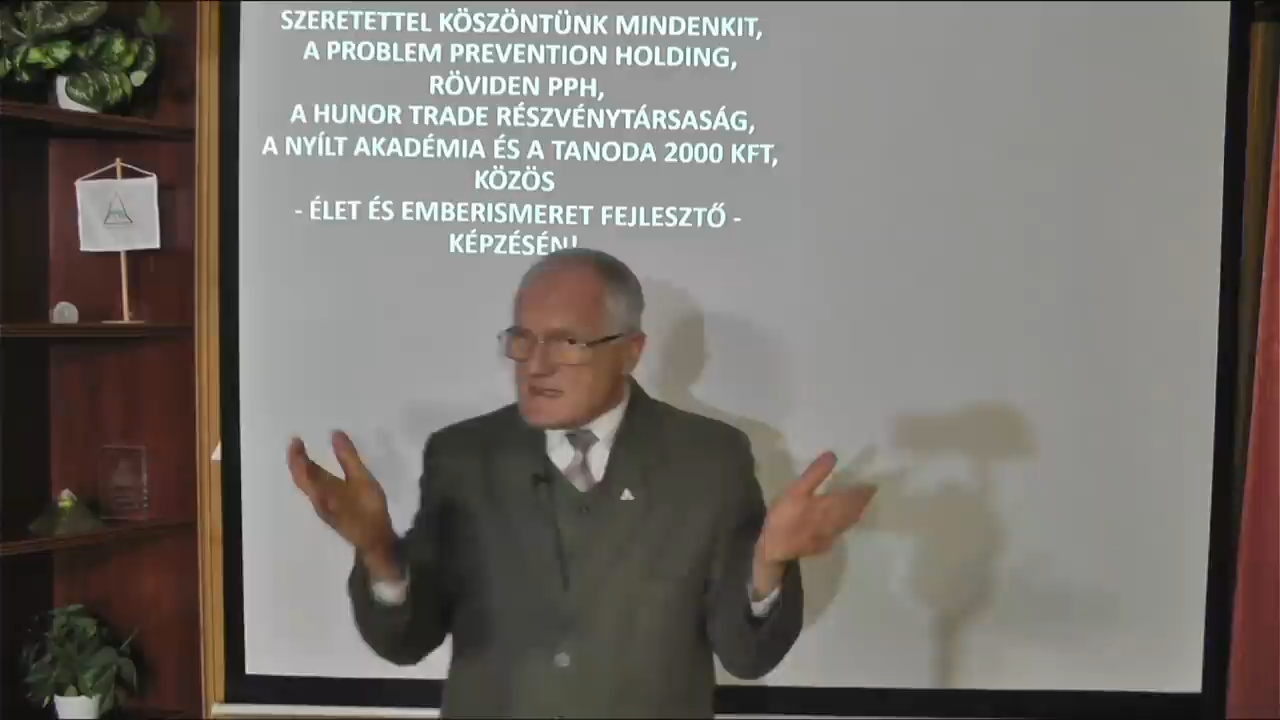 SZERETETTEL KÖSZÖNTÜNK MINDENKIT,
A PROBLEM PREVENTION HOLDING,
RÖVIDEN PPH,
A HUNOR TRADE RÉSZVÉNYTÁRSASÁG,
A NYÍLT AKADÉMIA ÉS A TANODA 2000 KFT,
KÖZÖS
- ÉLET ÉS EMBERISMERET FEJLESZTŐ -
KÉPZÉSÉN!